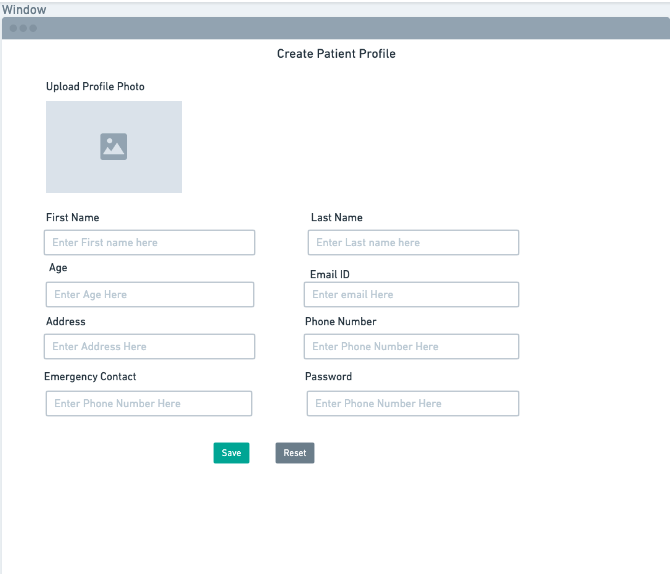 Window
Create Patient Profile
Upload Profile Photo
First Name Last Name
Enter First name here Enter Last name here
Age Email ID
Enter Age Here Enter email Here
Address Phone Number
Enter Address Here Enter Phone Number Here
Emergency Contact Password
Enter Phone Number Here Enter Phone Number Here
Save Reset